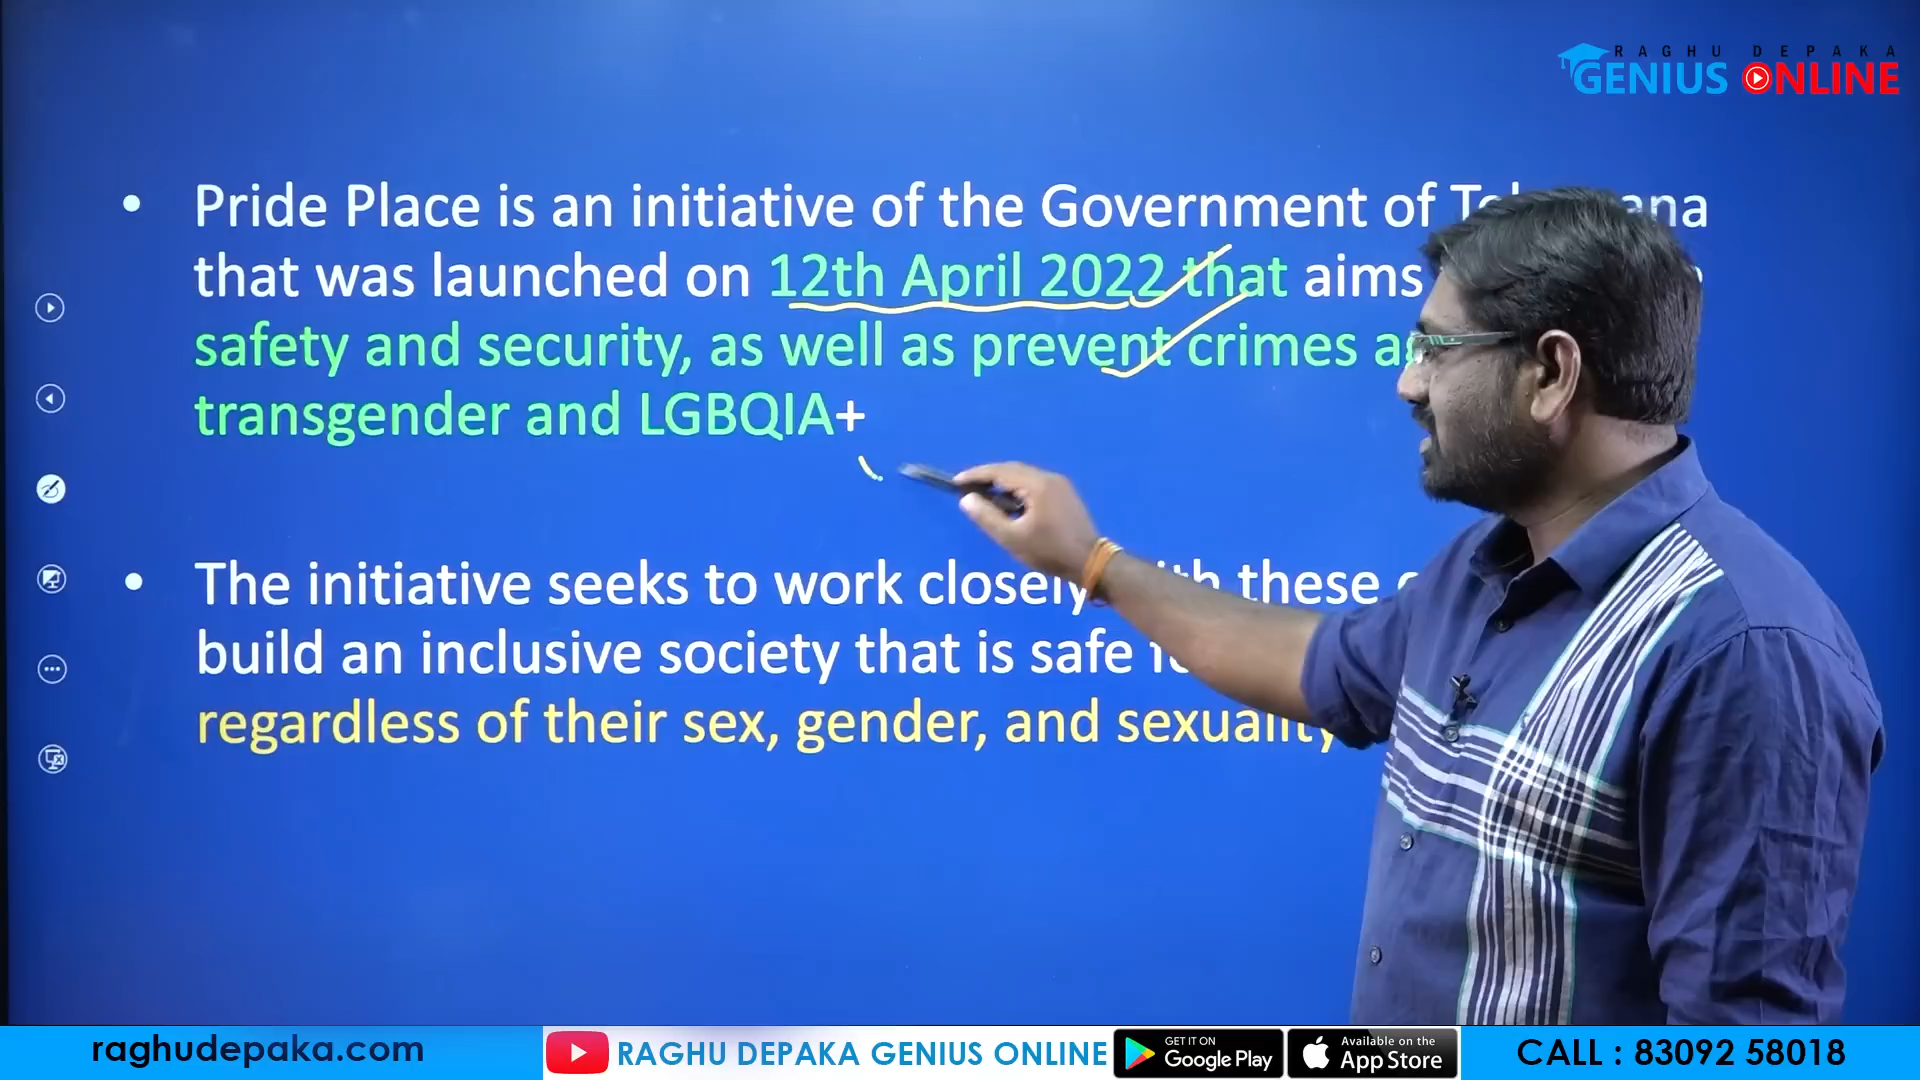 RAGHU DEPAKA
GENIUS ONLINE
• Pride Place is an initiative of the Government of
that was launched on 12th April 2022 that aims
safety and security, as well as prevent crimes
transgender and LGBQIA+
• The initiative seeks to work closely with these
build an inclusive society that is safe
regardless of their sex, gender, and sexuality
raghudepaka.com
RAGHU DEPAKA GENIUS ONLINE
GET IT ON
Google Play
Available on the
App Store
CALL : 83092 58018